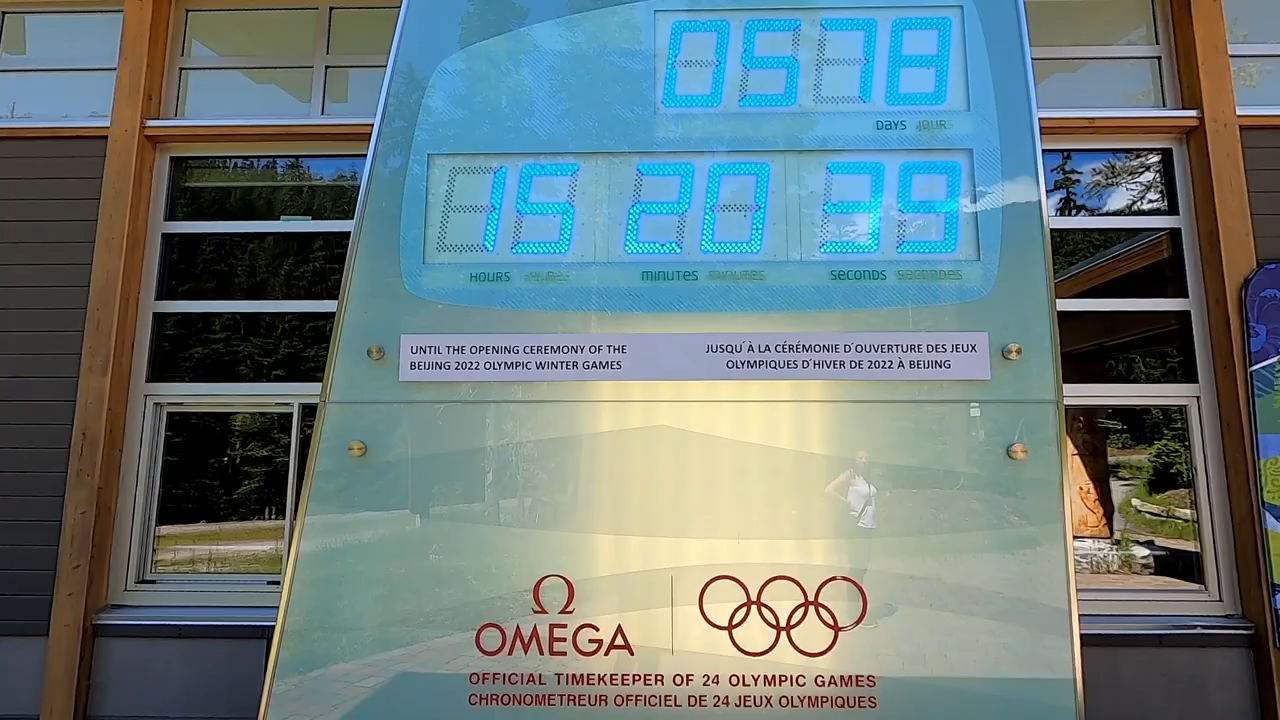 0578
DAYS JOURS
15 20 39
HOURS HEURES MINUTES MINUTES SECONDS SECONDES
UNTIL THE OPENING CEREMONY OF THE
BEIJING 2022 OLYMPIC WINTER GAMES
JUSQU'À LA CÉRÉMONIE D'OUVERTURE DES JEUX
OLYMPIQUES D'HIVER DE 2022 À BEIJING
Ω
OMEGA
OFFICIAL TIMEKEEPER OF 24 OLYMPIC GAMES
CHRONOMETREUR OFFICIEL DE 24 JEUX OLYMPIQUES